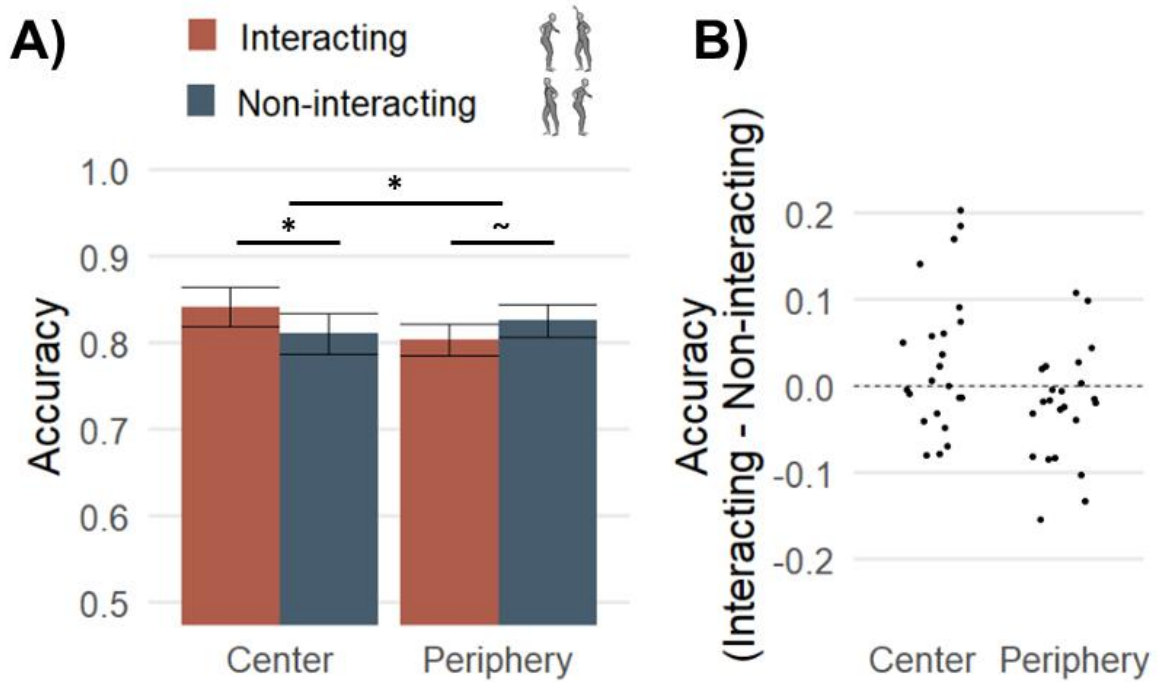 A)
Interacting
Non-interacting
Accuracy
1.0
0.9
0.8
0.7
0.6
0.5
*
*
~
Center
Periphery
B)
Accuracy
(Interacting - Non-interacting)
0.2
0.1
0.0
-0.1
-0.2
Center
Periphery